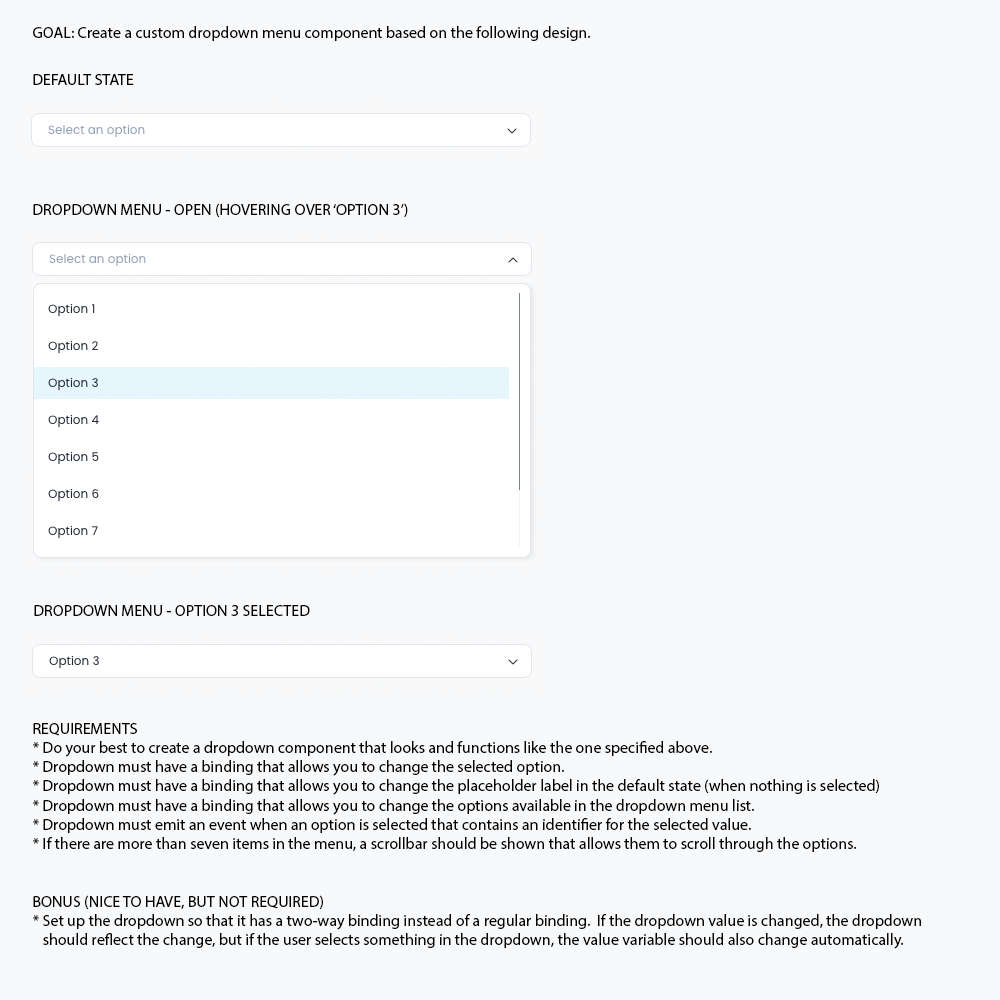 GOAL: Create a custom dropdown menu component based on the following design.
DEFAULT STATE
Select an option
DROPDOWN MENU - OPEN (HOVERING OVER ‘OPTION 3’)
Select an option
Option 1
Option 2
Option 3
Option 4
Option 5
Option 6
Option 7
DROPDOWN MENU - OPTION 3 SELECTED
Option 3
REQUIREMENTS
* Do your best to create a dropdown component that looks and functions like the one specified above.
* Dropdown must have a binding that allows you to change the selected option.
* Dropdown must have a binding that allows you to change the placeholder label in the default state (when nothing is selected)
* Dropdown must have a binding that allows you to change the options available in the dropdown menu list.
* Dropdown must emit an event when an option is selected that contains an identifier for the selected value.
* If there are more than seven items in the menu, a scrollbar should be shown that allows them to scroll through the options.
BONUS (NICE TO HAVE, BUT NOT REQUIRED)
* Set up the dropdown so that it has a two-way binding instead of a regular binding.  If the dropdown value is changed, the dropdown
should reflect the change, but if the user selects something in the dropdown, the value variable should also change automatically.